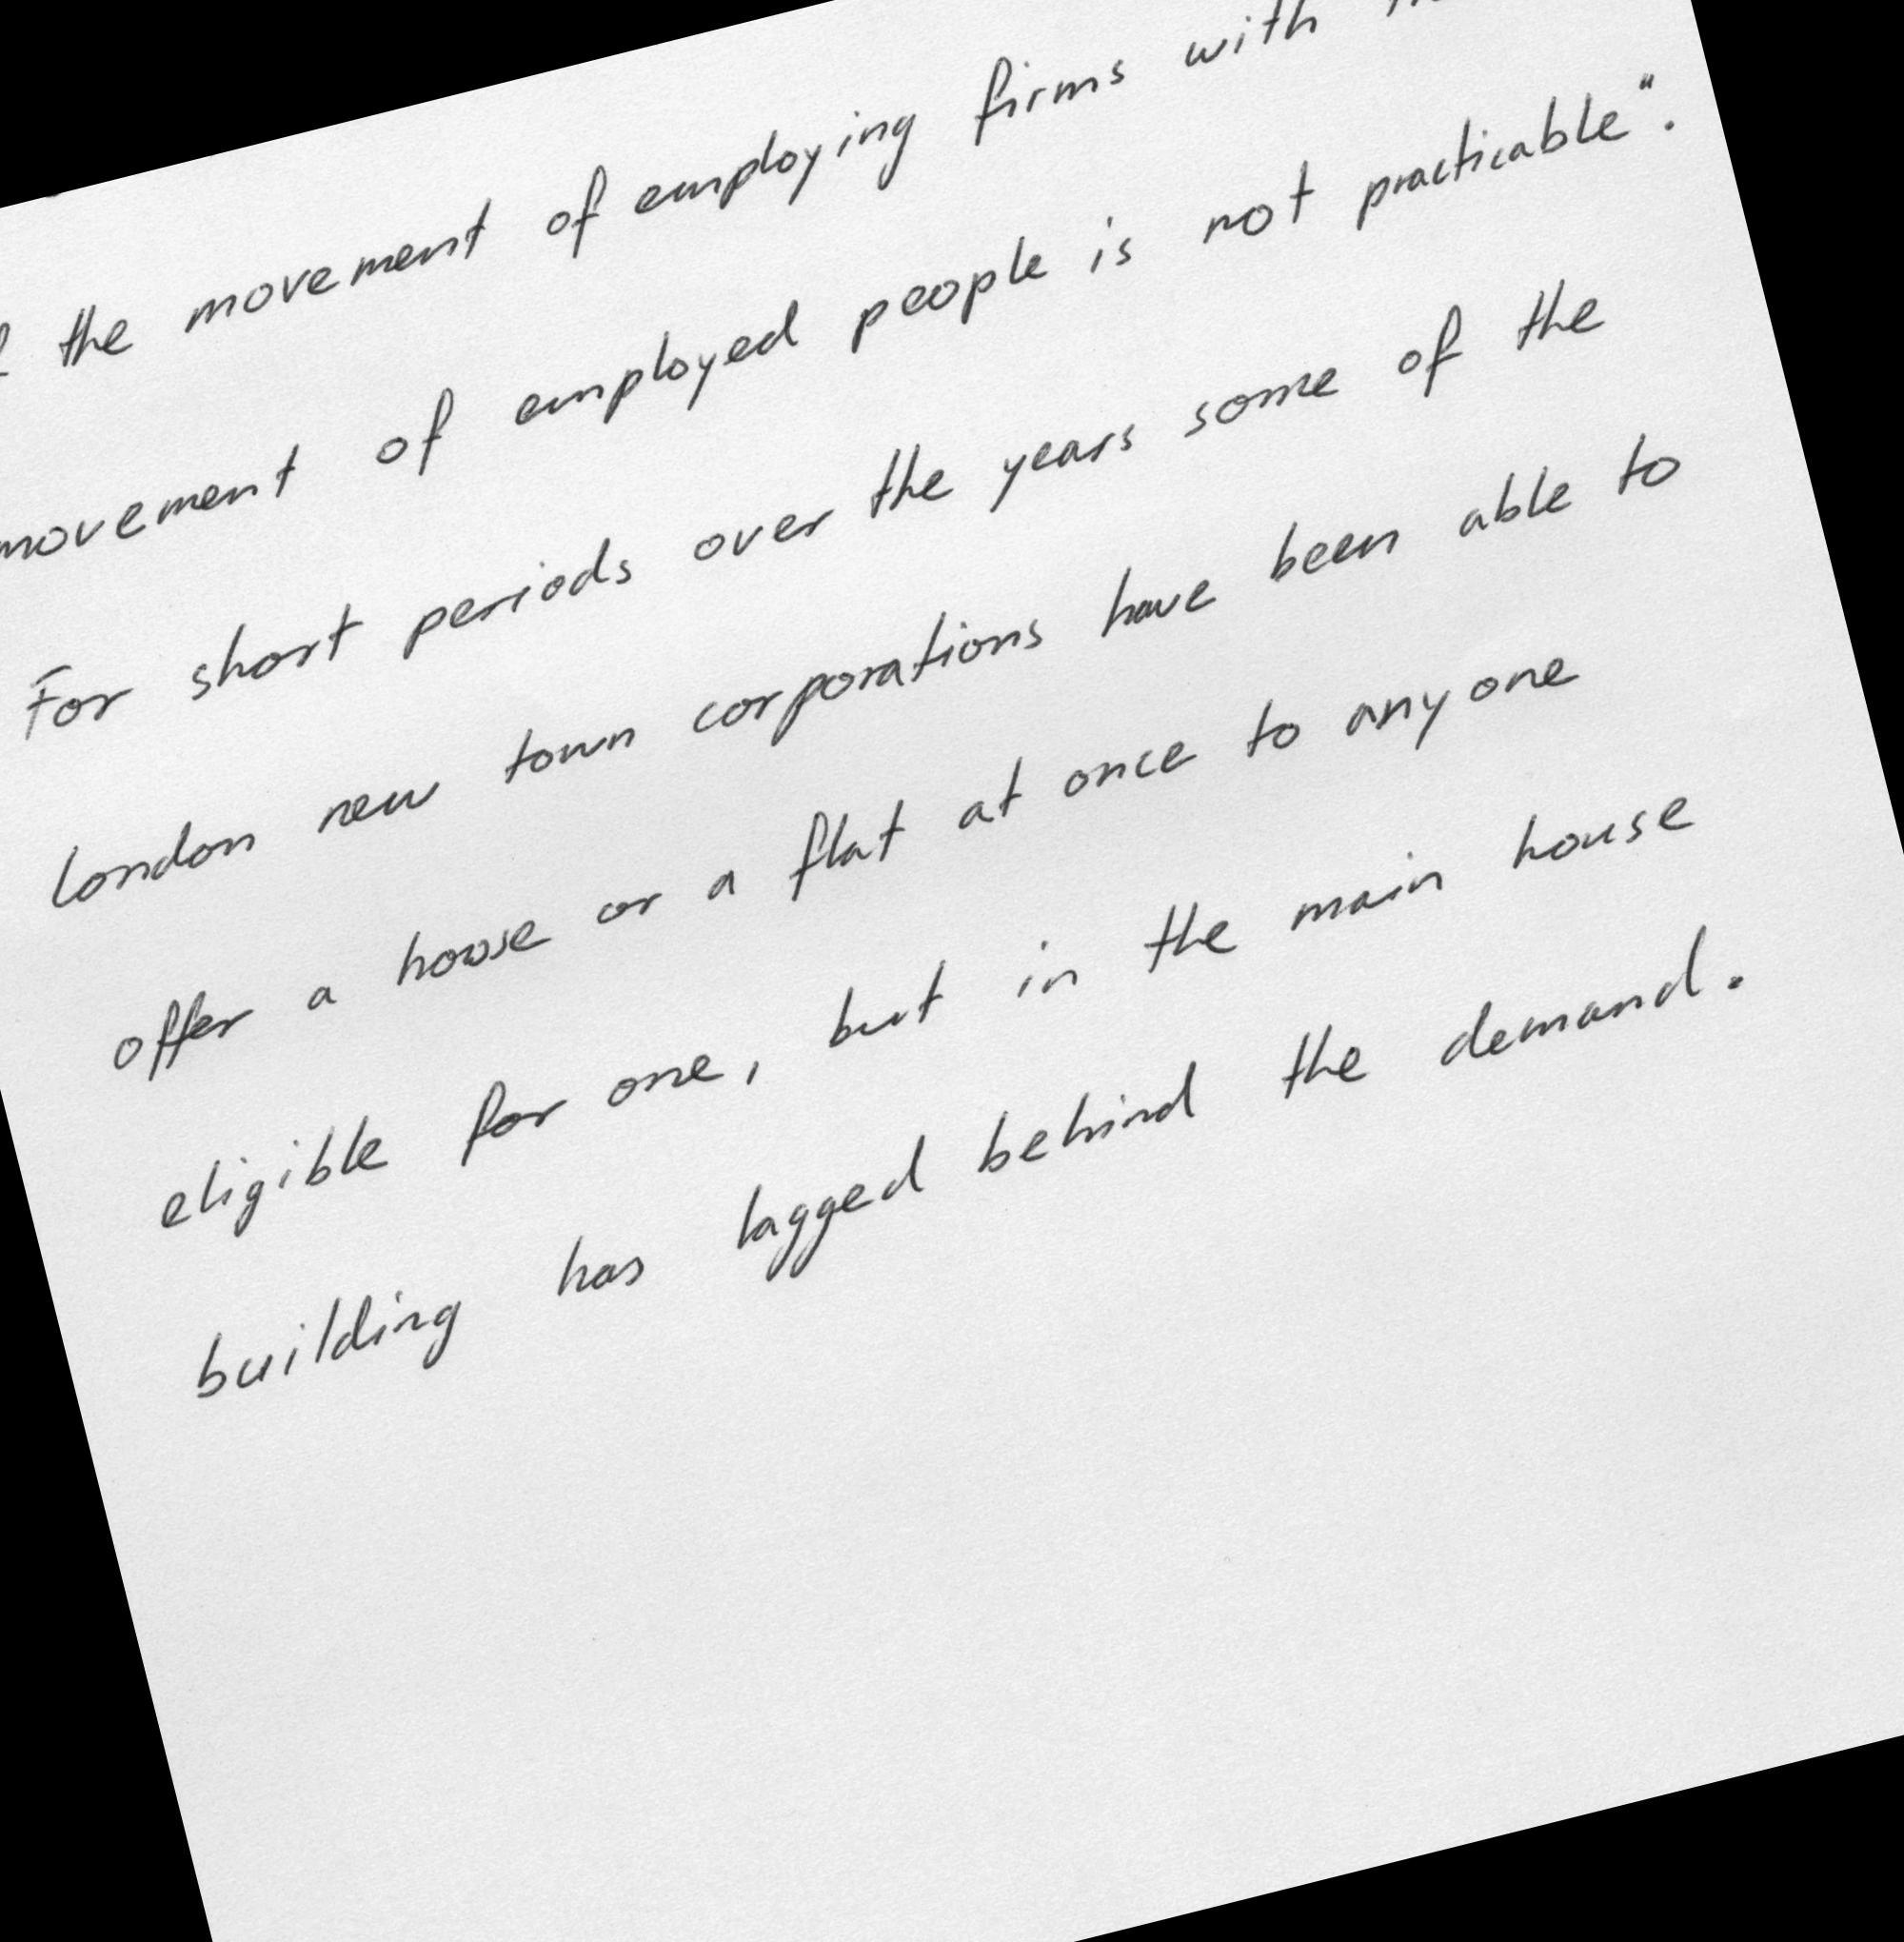 the movement of employing firms with
movement of employed people is not practicable".
For short periods over the years some of the
London new town corporations have been able to
offer a house or a flat at once to anyone
eligible for one, but in the main house
building has lagged behind the demand.